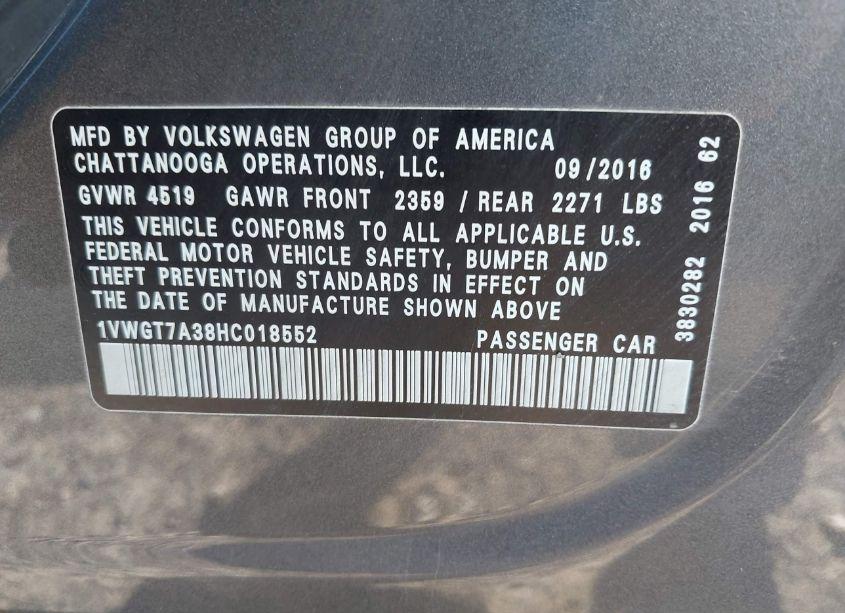 MFD BY VOLKSWAGEN GROUP OF AMERICA
CHATTANOOGA OPERATIONS, LLC. 09/2016
GVWR 4519 GAWR FRONT 2359 / REAR 2271 LBS
THIS VEHICLE CONFORMS TO ALL APPLICABLE U.S.
FEDERAL MOTOR VEHICLE SAFETY, BUMPER AND
THEFT PREVENTION STANDARDS IN EFFECT ON
THE DATE OF MANUFACTURE SHOWN ABOVE
1VWGT7A38HC018552 PASSENGER CAR
3830282 2016 62